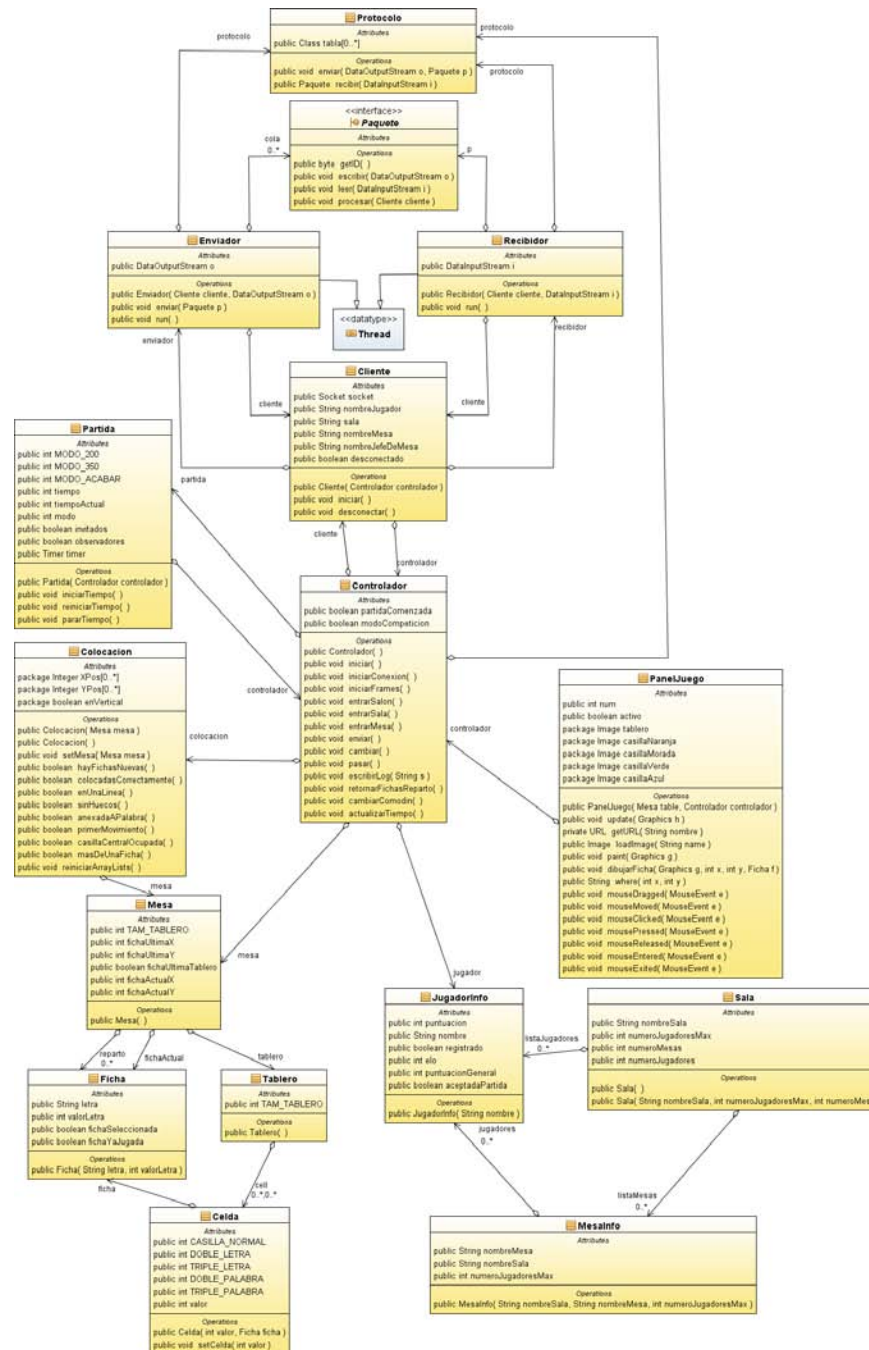 Protocolo
Attributes
public Class tabla[0..*]
Operations
public void enviar( DataOutputStream o, Paquete p )
public Paquete recibir( DataInputStream i )
protocolo
protocolo
protocolo
<<interface>>
Paquete
Attributes
Operations
public byte getID( )
public void escribir( DataOutputStream o )
public void leer( DataInputStream i )
public void procesar( Cliente cliente )
cola
0..*
p
Enviador
Attributes
public DataOutputStream o
Operations
public Enviador( Cliente cliente, DataOutputStream o )
public void enviar( Paquete p )
public void run( )
Recibidor
Attributes
public DataInputStream i
Operations
public Recibidor( Cliente cliente, DataInputStream i )
public void run( )
<<datatype>>
Thread
enviador
recibidor
cliente
cliente
Cliente
Attributes
public Socket socket
public String nombreJugador
public String sala
public String nombreMesa
public String nombreJefeDeMesa
public boolean desconectado
Operations
public Cliente( Controlador controlador )
public void iniciar( )
public void desconectar( )
Partida
Attributes
public int MODO_200
public int MODO_350
public int MODO_ACABAR
public int tiempo
public int tiempoActual
public int modo
public boolean invitados
public boolean observadores
public Timer timer
Operations
public Partida( Controlador controlador )
public void iniciarTiempo( )
public void reiniciarTiempo( )
public void pararTiempo( )
partida
cliente
controlador
Controlador
Attributes
public boolean partidaComenzada
public boolean modoCompeticion
Operations
public Controlador( )
public void iniciar( )
public void iniciarConexion( )
public void iniciarFrames( )
public void entrarSalon( )
public void entrarSala( )
public void entrarMesa( )
public void enviar( )
public void cambiar( )
public void pasar( )
public void escribirLog( String s )
public void retornarFichasReparto( )
public void cambiarComodin( )
public void actualizarTiempo( )
Colocacion
Attributes
package Integer XPos[0..*]
package Integer YPos[0..*]
package boolean enVertical
Operations
public Colocacion( Mesa mesa )
public Colocacion( )
public void setMesa( Mesa mesa )
public boolean hayFichasNuevas( )
public boolean colocadasCorrectamente( )
public boolean enUnaLinea( )
public boolean sinHuecos( )
public boolean anexadaAPalabra( )
public boolean primerMovimiento( )
public boolean casillaCentralOcupada( )
public boolean masDeUnaFicha( )
public void reiniciarArrayLists( )
controlador
colocacion
controlador
PanelJuego
Attributes
public int num
public boolean activo
package Image tablero
package Image casillaNaranja
package Image casillaMorada
package Image casillaVerde
package Image casillaAzul
Operations
public PanelJuego( Mesa table, Controlador controlador )
public void update( Graphics h )
private URL getURL( String nombre )
public Image loadImage( String name )
public void paint( Graphics g )
public void dibujarFicha( Graphics g, int x, int y, Ficha f )
public String where( int x, int y )
public void mouseDragged( MouseEvent e )
public void mouseMoved( MouseEvent e )
public void mouseClicked( MouseEvent e )
public void mousePressed( MouseEvent e )
public void mouseReleased( MouseEvent e )
public void mouseEntered( MouseEvent e )
public void mouseExited( MouseEvent e )
mesa
mesa
jugador
Mesa
Attributes
public int TAM_TABLERO
public int fichaUltimaX
public int fichaUltimaY
public boolean fichaUltimaTablero
public int fichaActualX
public int fichaActualY
Operations
public Mesa( )
reparto
0..*
fichaActual
tablero
Ficha
Attributes
public String letra
public int valorLetra
public boolean fichaSeleccionada
public boolean fichaYaJugada
Operations
public Ficha( String letra, int valorLetra )
Tablero
Attributes
public int TAM_TABLERO
Operations
public Tablero( )
ficha
cell
0..*,0..*
Celda
Attributes
public int CASILLA_NORMAL
public int DOBLE_LETRA
public int TRIPLE_LETRA
public int DOBLE_PALABRA
public int TRIPLE_PALABRA
public int valor
Operations
public Celda( int valor, Ficha ficha )
public void setCelda( int valor )
JugadorInfo
Attributes
public int puntuacion
public String nombre
public boolean registrado
public int elo
public int puntuacionGeneral
public boolean aceptadaPartida
Operations
public JugadorInfo( String nombre )
listaJugadores
0..*
Sala
Attributes
public String nombreSala
public int numeroJugadoresMax
public int numeroMesas
public int numeroJugadores
Operations
public Sala( )
public Sala( String nombreSala, int numeroJugadoresMax, int numeroMes
jugadores
0..*
listaMesas
0..*
MesaInfo
Attributes
public String nombreMesa
public String nombreSala
public int numeroJugadoresMax
Operations
public MesaInfo( String nombreSala, String nombreMesa, int numeroJugadoresMax )